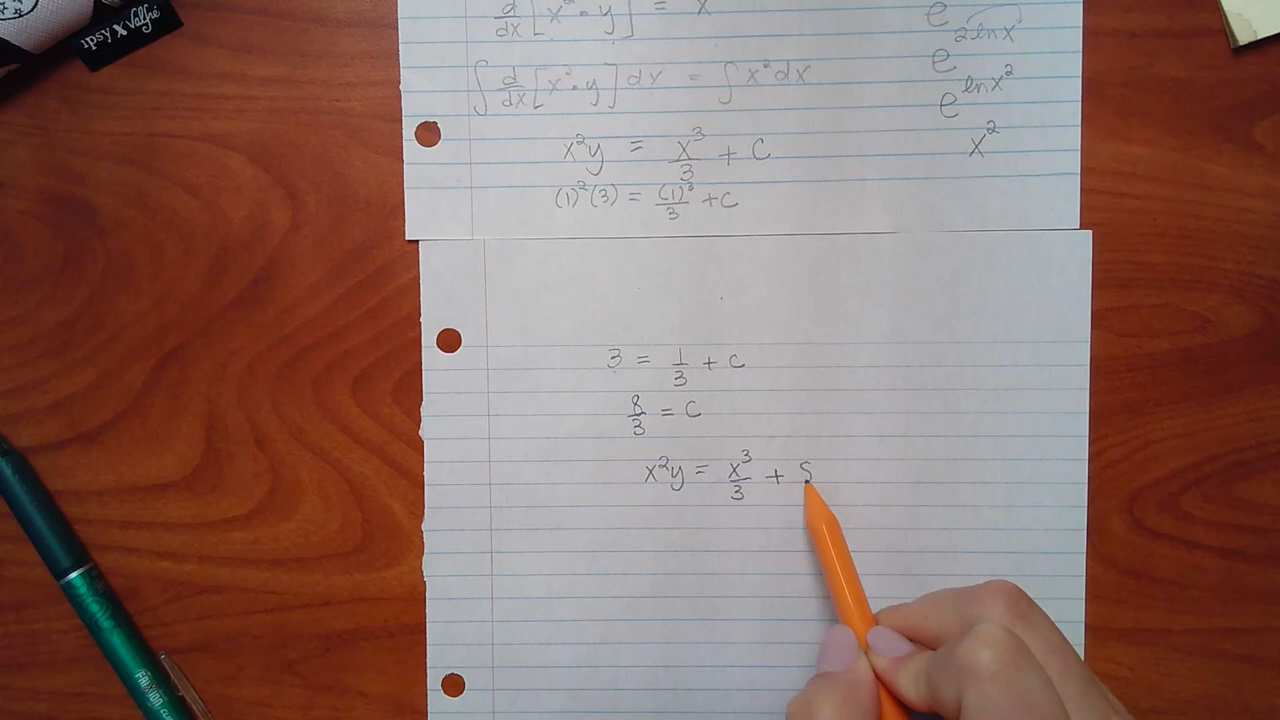 d/dx [x²·y] = x
e
∫ d/dx [x²·y] dx = ∫ x² dx
e^(2lnx)
e^(lnx²)
x²y = x³/3 + C
x²
(1)²(3) = (1)³/3 + C
3 = 1/3 + C
8/3 = C
x²y = x³/3 +
ipsy X Valfré
FRIXION